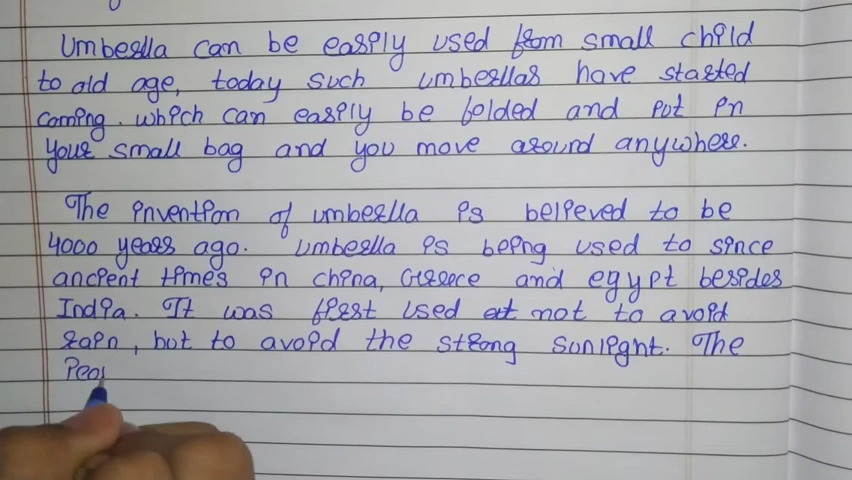 Umbrella can be easily used from small child
to old age, today such umbrellas have started
coming. which can easily be folded and put in
your small bag and you move around anywhere.
The invention of umbrella is believed to be
4000 years ago. Umbrella is being used to since
ancient times in china, Greece and egypt besides
India. It was first used at not to avoid
rain, but to avoid the strong sunlight. The
Peo